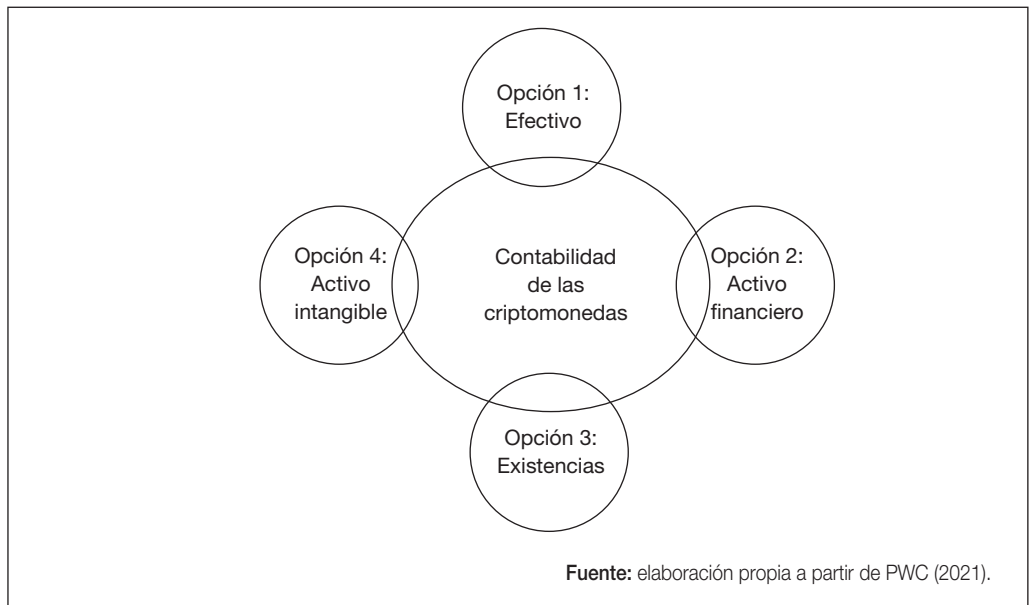 Opción 1:
Efectivo
Opción 4:
Activo
intangible
Contabilidad
de las
criptomonedas
Opción 2:
Activo
financiero
Opción 3:
Existencias
Fuente: elaboración propia a partir de PWC (2021).